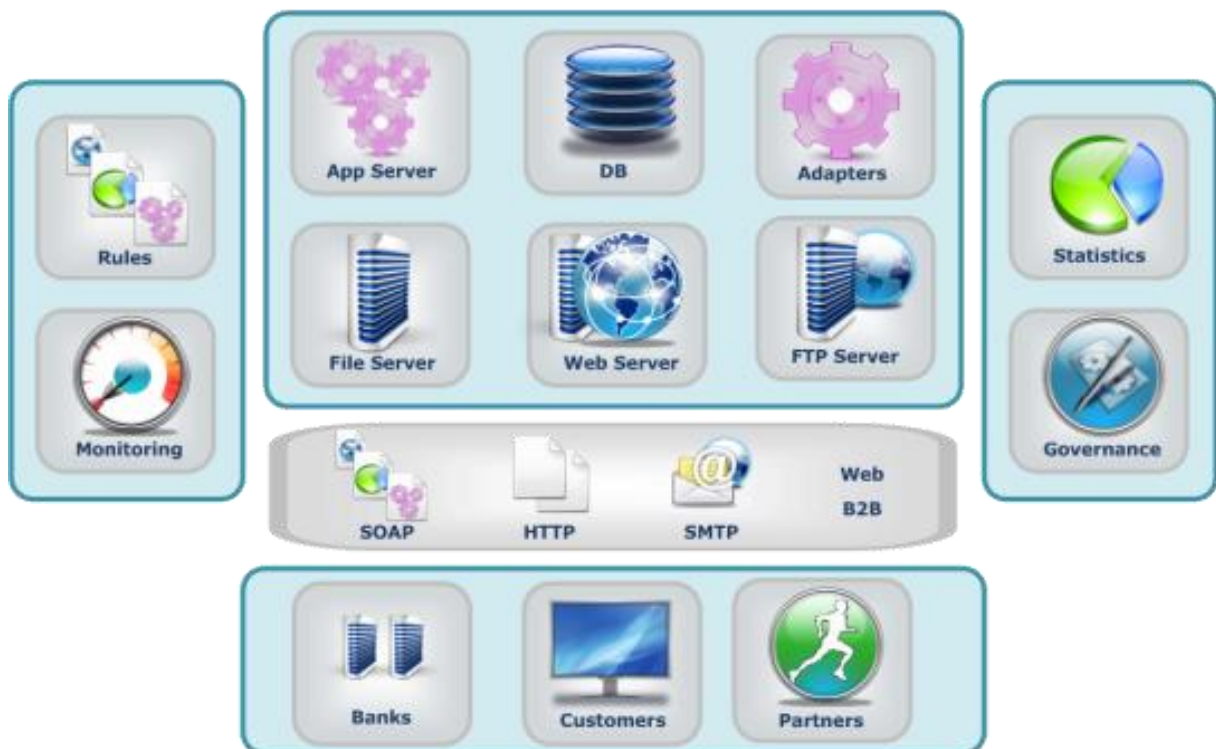 App Server
DB
Adapters
Rules
Statistics
File Server
Web Server
FTP Server
Monitoring
Governance
SOAP
HTTP
SMTP
Web
B2B
Banks
Customers
Partners